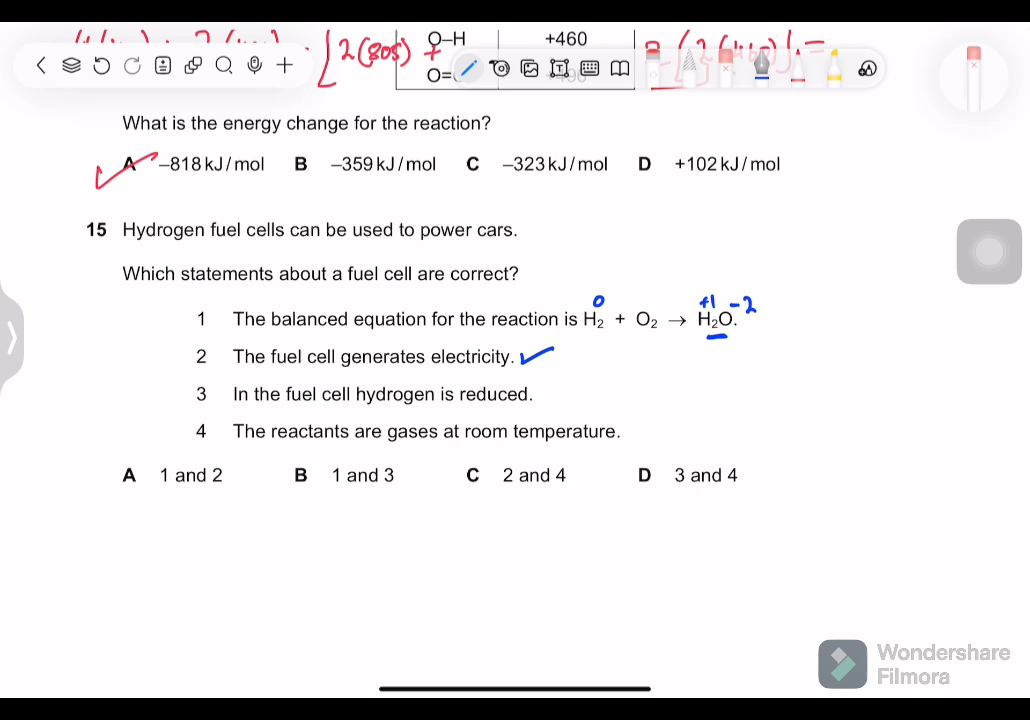 [2(805) +
O–H +460
2(460)] =
What is the energy change for the reaction?
A –818 kJ/mol B –359 kJ/mol C –323 kJ/mol D +102 kJ/mol
15 Hydrogen fuel cells can be used to power cars.
Which statements about a fuel cell are correct?
0 +1 -2
1 The balanced equation for the reaction is H₂ + O₂ → H₂O.
2 The fuel cell generates electricity. ✓
3 In the fuel cell hydrogen is reduced.
4 The reactants are gases at room temperature.
A 1 and 2 B 1 and 3 C 2 and 4 D 3 and 4
Wondershare
Filmora